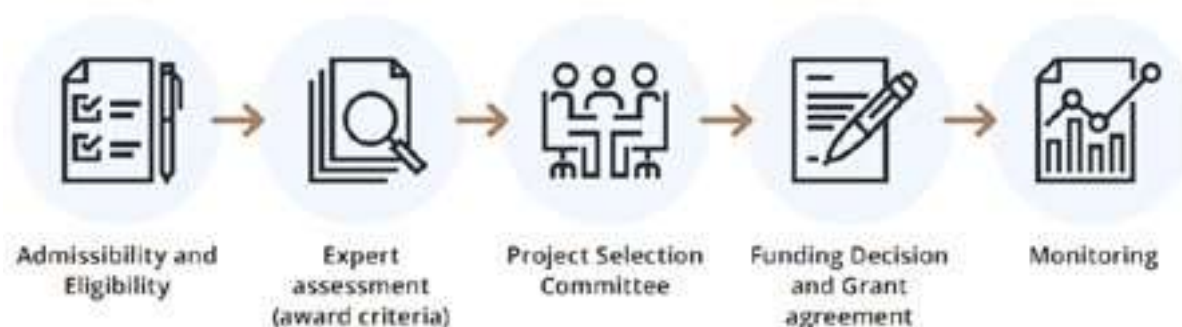 Admissibility and
Eligibility
Expert
assessment
(award criteria)
Project Selection
Committee
Funding Decision
and Grant
agreement
Monitoring